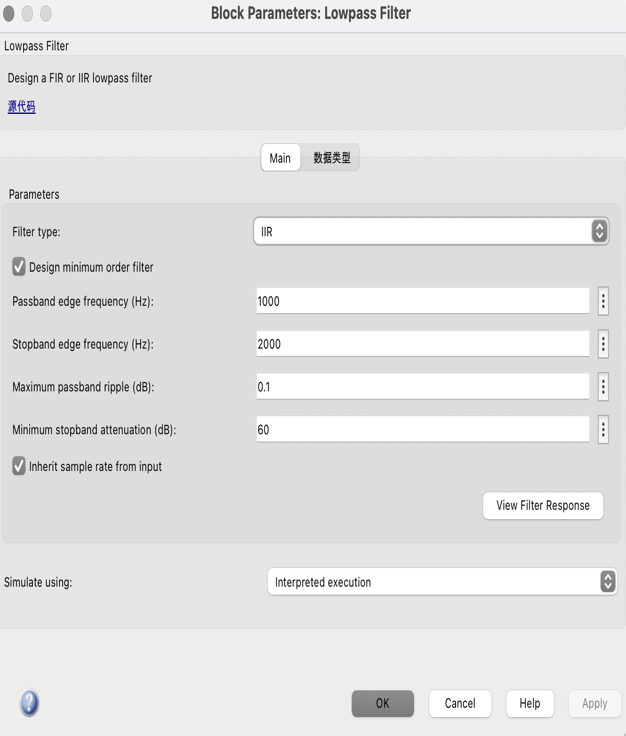 Block Parameters: Lowpass Filter
Lowpass Filter
Design a FIR or IIR lowpass filter
源代码
Main 数据类型
Parameters
Filter type: IIR
Design minimum order filter
Passband edge frequency (Hz): 1000
Stopband edge frequency (Hz): 2000
Maximum passband ripple (dB): 0.1
Minimum stopband attenuation (dB): 60
Inherit sample rate from input
View Filter Response
Simulate using: Interpreted execution
? OK Cancel Help Apply